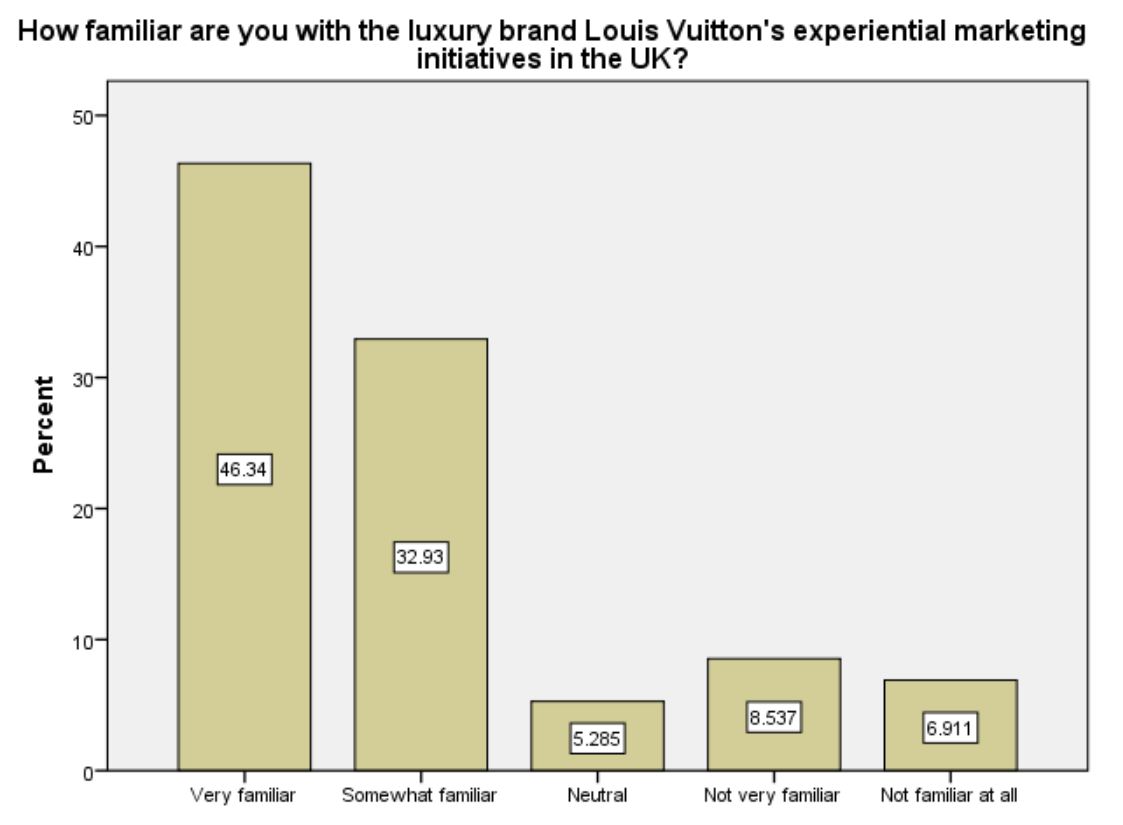 How familiar are you with the luxury brand Louis Vuitton's experiential marketing
initiatives in the UK?
50
40
30
20
10
0
Percent
46.34
32.93
5.285
8.537
6.911
Very familiar
Somewhat familiar
Neutral
Not very familiar
Not familiar at all